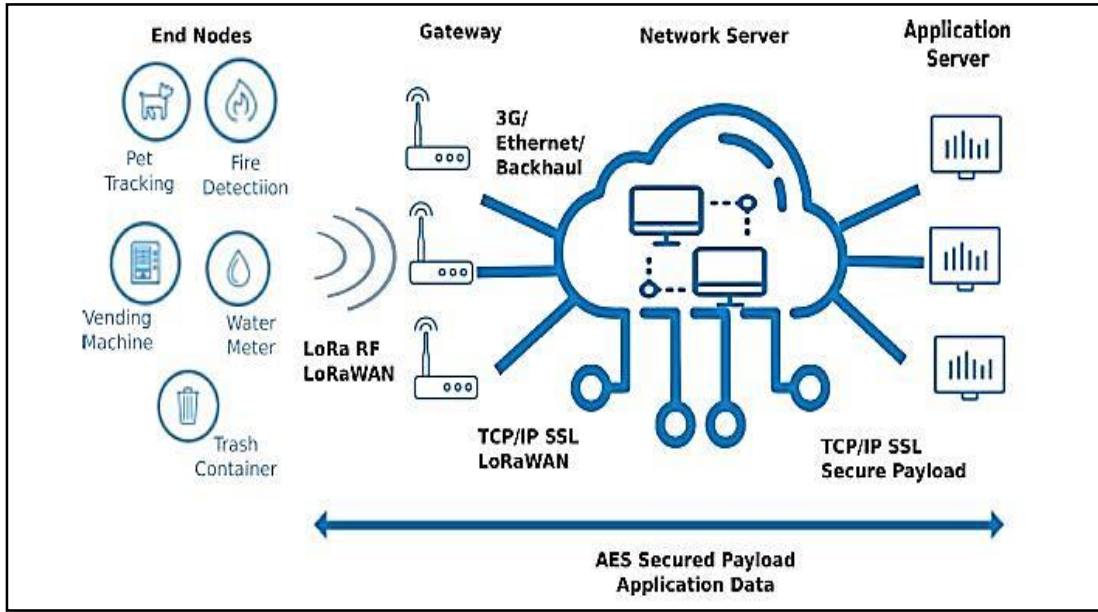 End Nodes
Gateway
Network Server
Application
Server
Pet
Tracking
Fire
Detectiion
3G/
Ethernet/
Backhaul
Vending
Machine
Water
Meter
LoRa RF
LoRaWAN
Trash
Container
TCP/IP SSL
LoRaWAN
TCP/IP SSL
Secure Payload
AES Secured Payload
Application Data